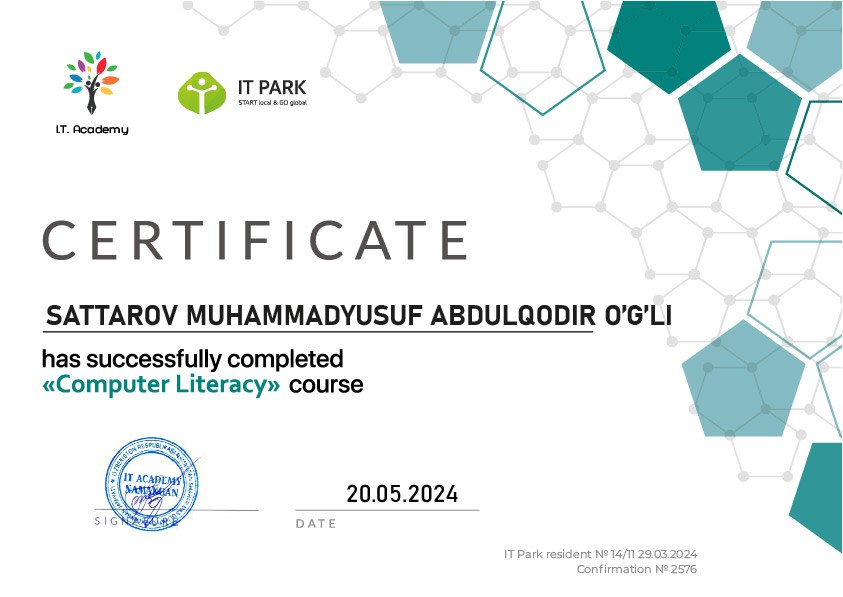 I.T. Academy
IT PARK
START local & GO global
CERTIFICATE
SATTAROV MUHAMMADYUSUF ABDULQODIR O'G'LI
has successfully completed
«Computer Literacy» course
IT ACADEMY
NAMANGAN
SIGNATURE
20.05.2024
DATE
IT Park resident № 14/11 29.03.2024
Confirmation № 2576